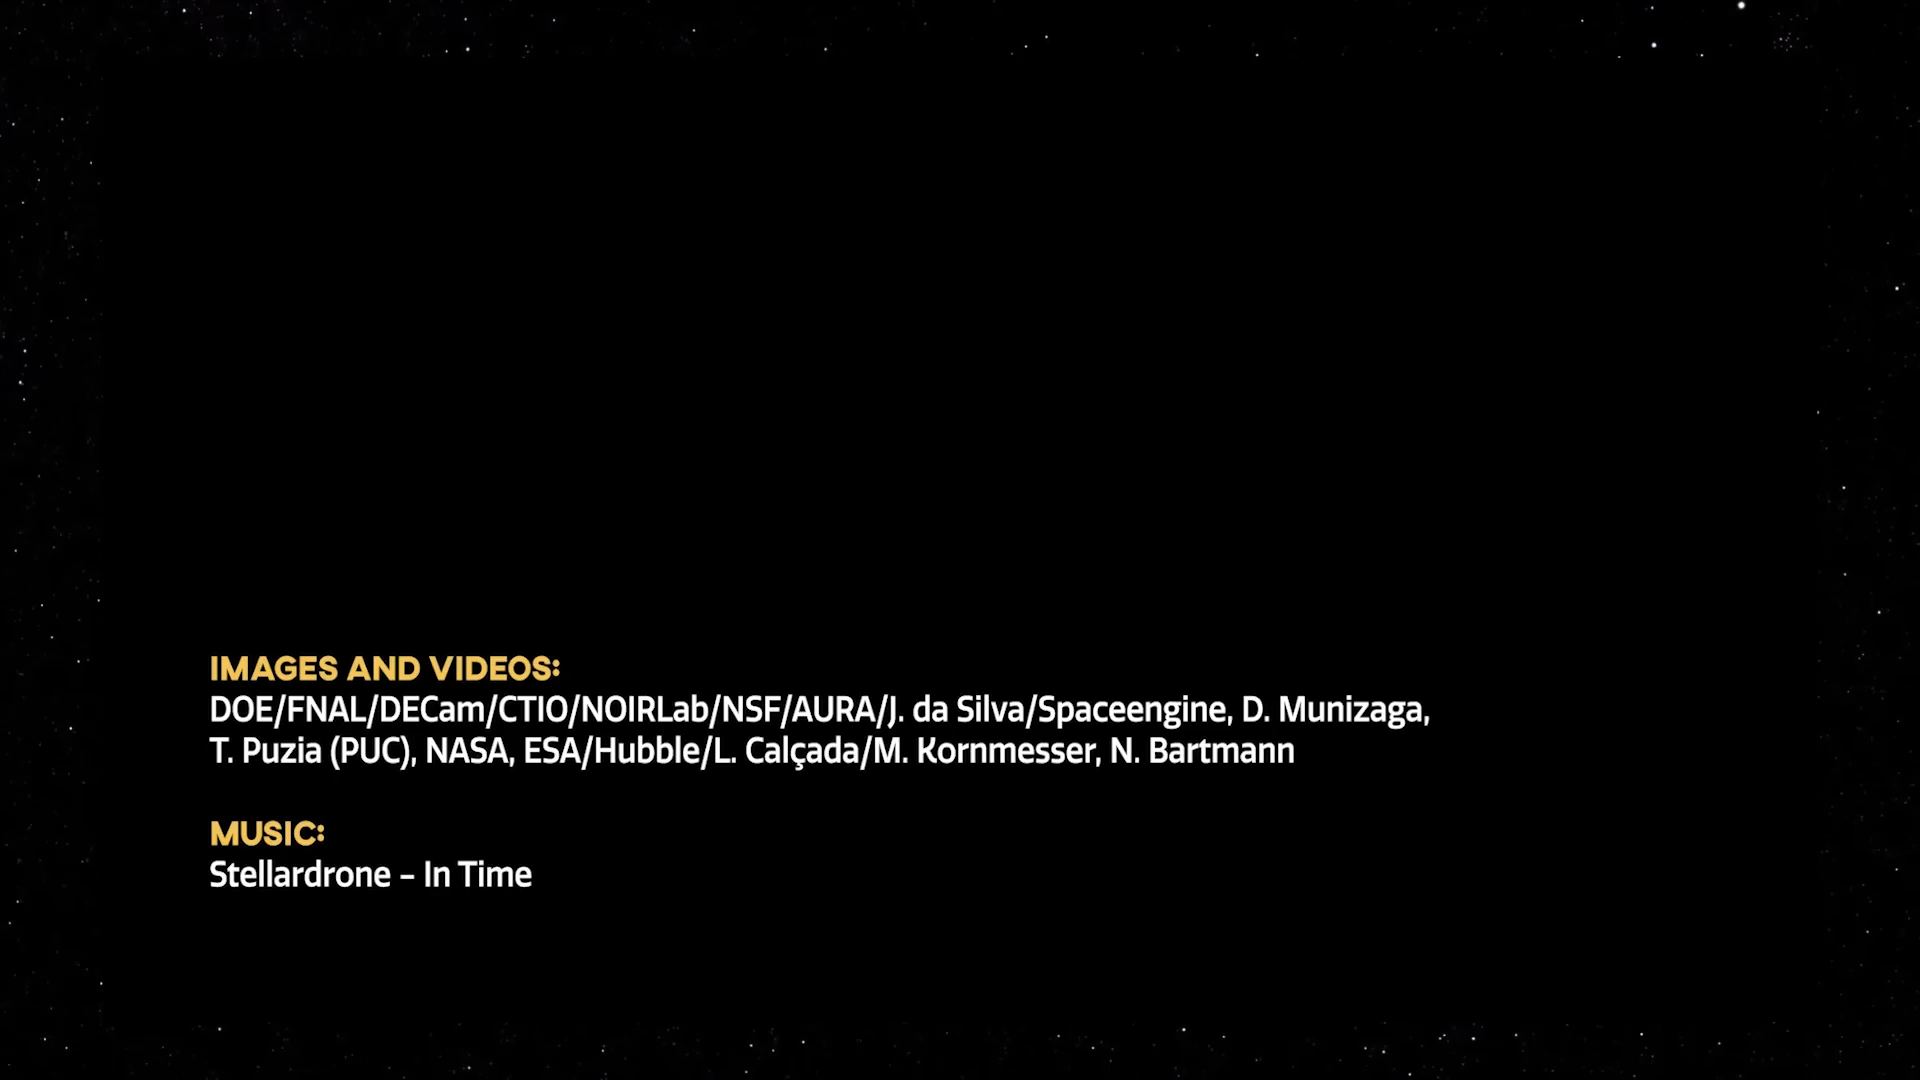 IMAGES AND VIDEOS:
DOE/FNAL/DECam/CTIO/NOIRLab/NSF/AURA/J. da Silva/Spaceengine, D. Munizaga,
T. Puzia (PUC), NASA, ESA/Hubble/L. Calçada/M. Kornmesser, N. Bartmann
MUSIC:
Stellardrone – In Time